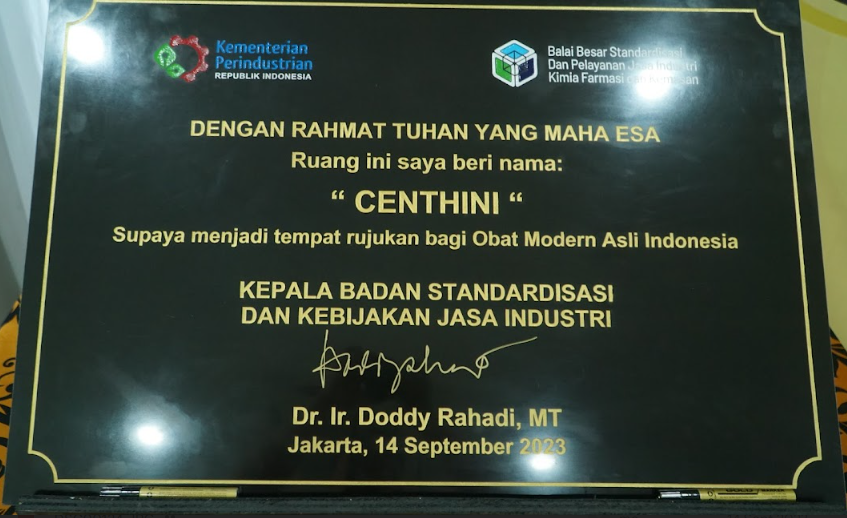 Kementerian
Perindustrian
REPUBLIK INDONESIA
Balai Besar Standardisasi
Dan Pelayanan Jasa Industri
Kimia Farmasi dan Kemasan
DENGAN RAHMAT TUHAN YANG MAHA ESA
Ruang ini saya beri nama:
“ CENTHINI “
Supaya menjadi tempat rujukan bagi Obat Modern Asli Indonesia
KEPALA BADAN STANDARDISASI
DAN KEBIJAKAN JASA INDUSTRI
Dr. Ir. Doddy Rahadi, MT
Jakarta, 14 September 2023